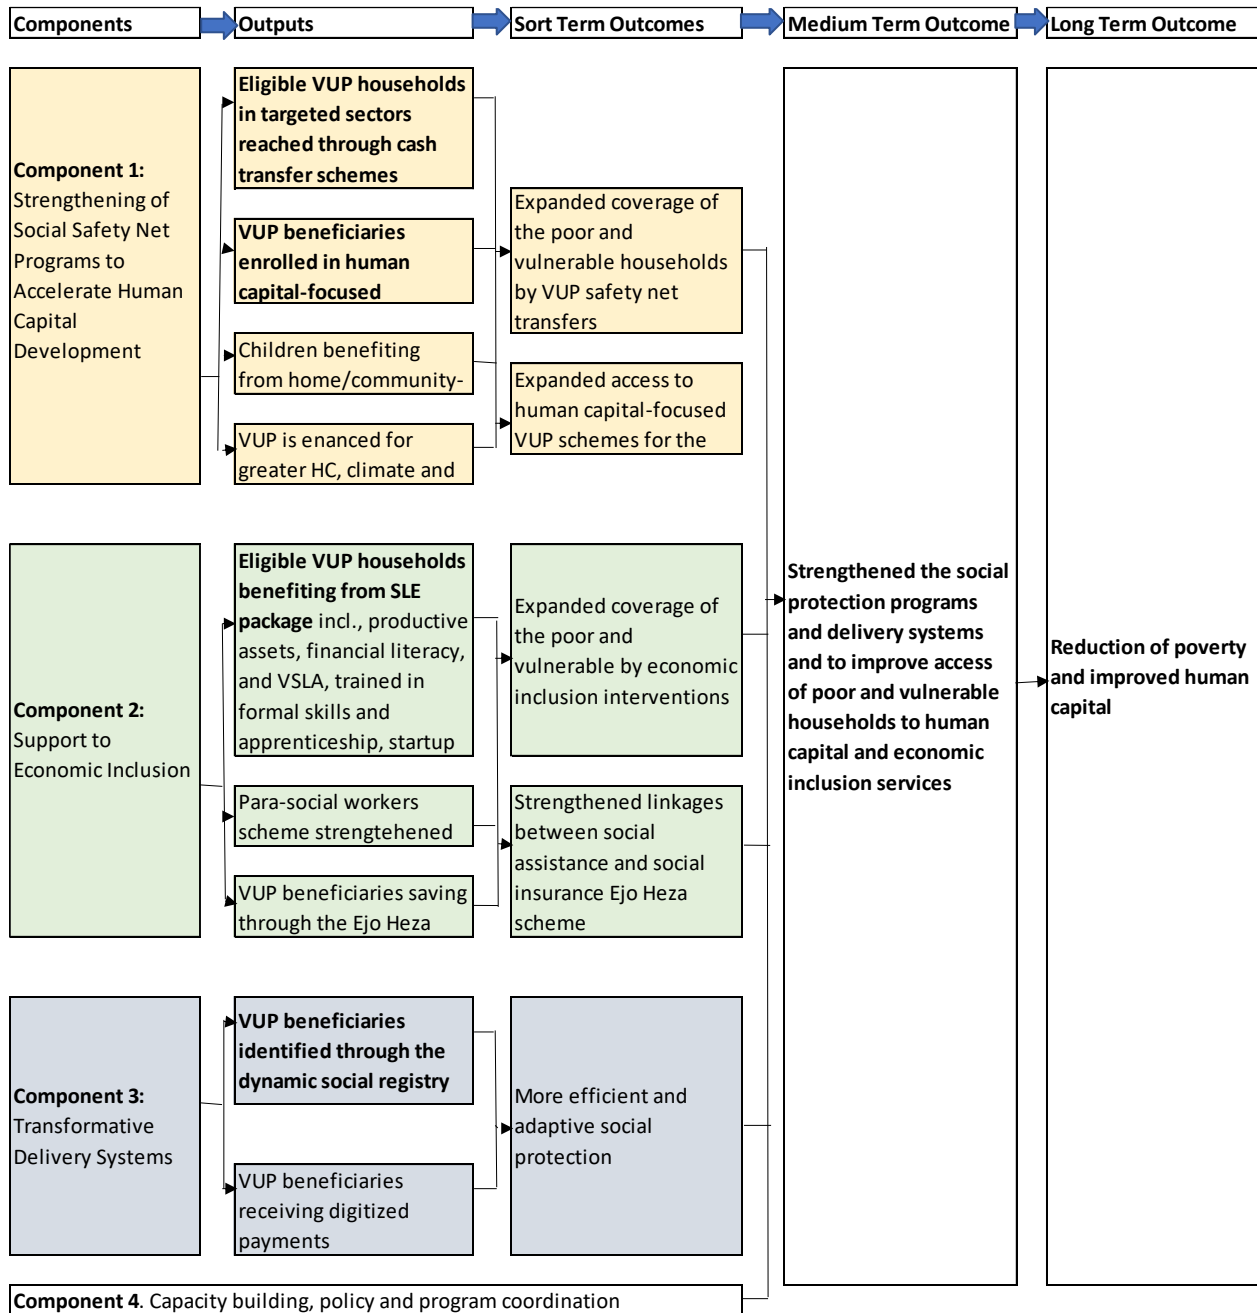 Components
Outputs
Sort Term Outcomes
Medium Term Outcome
Long Term Outcome
Component 1:
Strengthening of
Social Safety Net
Programs to
Accelerate Human
Capital
Development
Eligible VUP households
in targeted sectors
reached through cash
transfer schemes
VUP beneficiaries
enrolled in human
capital-focused
Children benefiting
from home/community-
VUP is enanced for
greater HC, climate and
Expanded coverage of
the poor and
vulnerable households
by VUP safety net
transfers
Expanded access to
human capital-focused
VUP schemes for the
Component 2:
Support to
Economic Inclusion
Eligible VUP households
benefiting from SLE
package incl., productive
assets, financial literacy,
and VSLA, trained in
formal skills and
apprenticeship, startup
Para-social workers
scheme strengtehened
VUP beneficiaries saving
through the Ejo Heza
Expanded coverage of
the poor and
vulnerable by economic
inclusion interventions
Strengthened linkages
between social
assistance and social
insurance Ejo Heza
scheme
Component 3:
Transformative
Delivery Systems
VUP beneficiaries
identified through the
dynamic social registry
VUP beneficiaries
receiving digitized
payments
More efficient and
adaptive social
protection
Strengthened the social
protection programs
and delivery systems
and to improve access
of poor and vulnerable
households to human
capital and economic
inclusion services
Reduction of poverty
and improved human
capital
Component 4. Capacity building, policy and program coordination